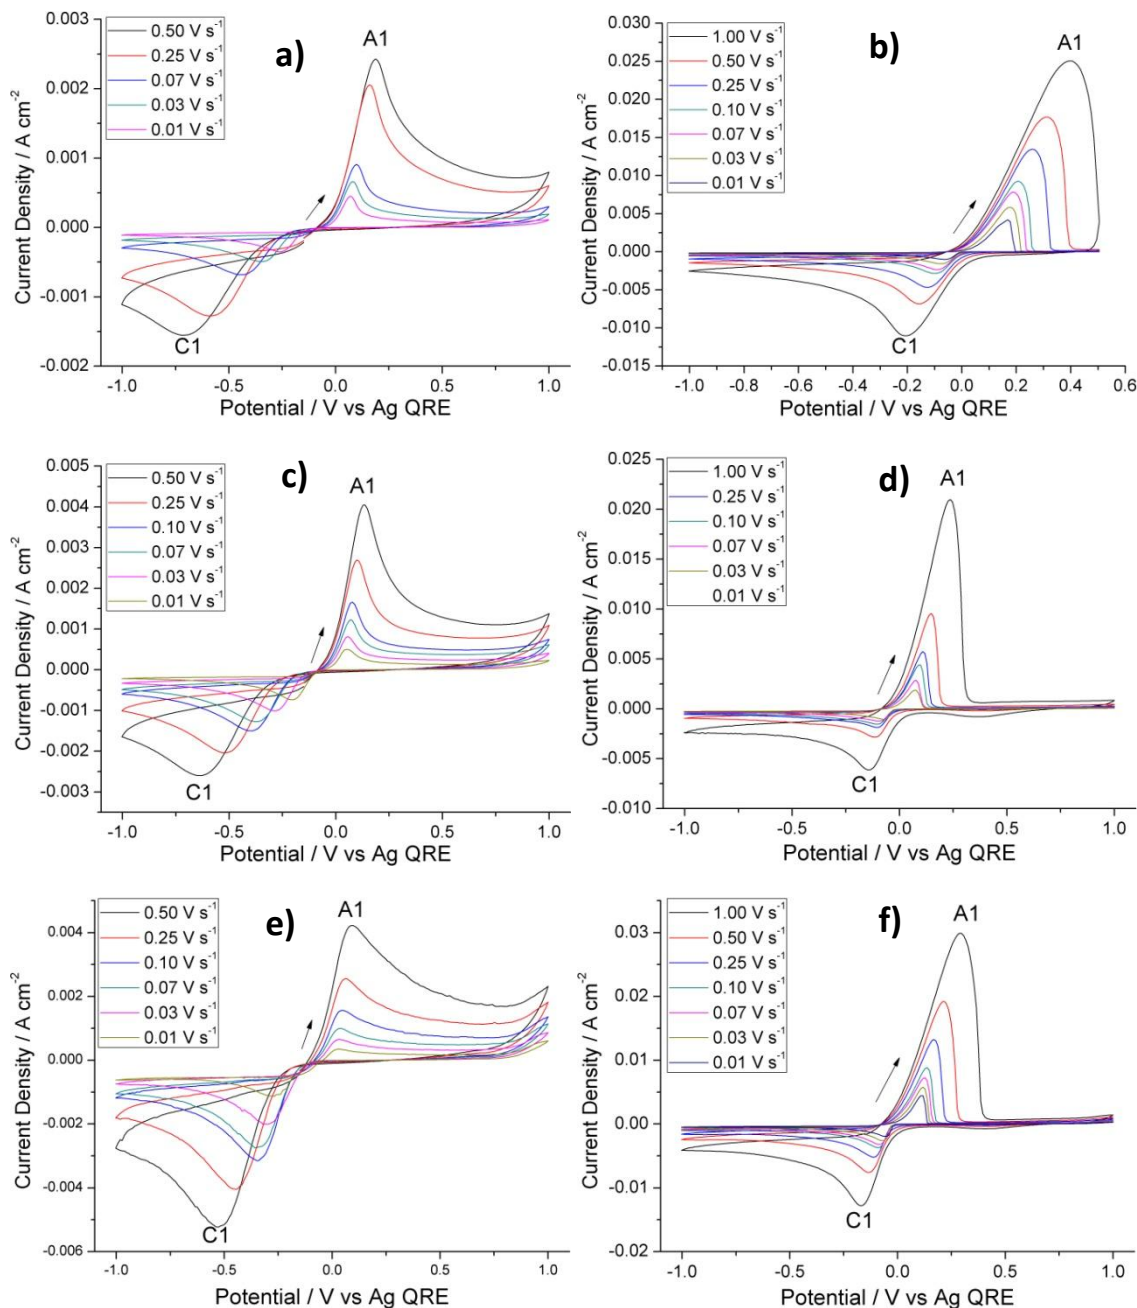 a)
0.50 V s⁻¹
0.25 V s⁻¹
0.07 V s⁻¹
0.03 V s⁻¹
0.01 V s⁻¹
A1
C1
0.003
0.002
0.001
0.000
-0.001
-0.002
-1.0 -0.5 0.0 0.5 1.0
Current Density / A cm⁻²
Potential / V vs Ag QRE
b)
1.00 V s⁻¹
0.50 V s⁻¹
0.25 V s⁻¹
0.10 V s⁻¹
0.07 V s⁻¹
0.03 V s⁻¹
0.01 V s⁻¹
A1
C1
0.030
0.025
0.020
0.015
0.010
0.005
0.000
-0.005
-0.010
-0.015
-1.0 -0.8 -0.6 -0.4 -0.2 0.0 0.2 0.4 0.6
Current Density / A cm⁻²
Potential / V vs Ag QRE
c)
0.50 V s⁻¹
0.25 V s⁻¹
0.10 V s⁻¹
0.07 V s⁻¹
0.03 V s⁻¹
0.01 V s⁻¹
A1
C1
0.005
0.004
0.003
0.002
0.001
0.000
-0.001
-0.002
-0.003
-1.0 -0.5 0.0 0.5 1.0
Current Density / A cm⁻²
Potential / V vs Ag QRE
d)
1.00 V s⁻¹
0.25 V s⁻¹
0.10 V s⁻¹
0.07 V s⁻¹
0.03 V s⁻¹
0.01 V s⁻¹
A1
C1
0.025
0.020
0.015
0.010
0.005
0.000
-0.005
-0.010
-1.0 -0.5 0.0 0.5 1.0
Current Density / A cm⁻²
Potential / V vs Ag QRE
e)
0.50 V s⁻¹
0.25 V s⁻¹
0.10 V s⁻¹
0.07 V s⁻¹
0.03 V s⁻¹
0.01 V s⁻¹
A1
C1
0.004
0.002
0.000
-0.002
-0.004
-0.006
-1.0 -0.5 0.0 0.5 1.0
Current Density / A cm⁻²
Potential / V vs Ag QRE
f)
1.00 V s⁻¹
0.50 V s⁻¹
0.25 V s⁻¹
0.10 V s⁻¹
0.07 V s⁻¹
0.03 V s⁻¹
0.01 V s⁻¹
A1
C1
0.03
0.02
0.01
0.00
-0.01
-0.02
-1.0 -0.5 0.0 0.5 1.0
Current Density / A cm⁻²
Potential / V vs Ag QRE